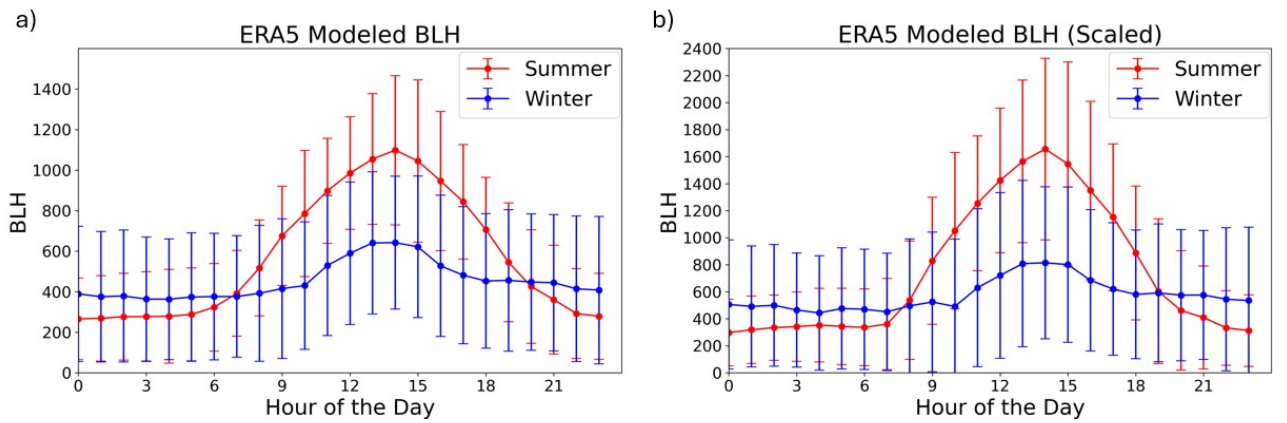 a)
ERA5 Modeled BLH
Summer
Winter
BLH
1400
1200
1000
800
600
400
200
0
0 3 6 9 12 15 18 21
Hour of the Day
b)
ERA5 Modeled BLH (Scaled)
Summer
Winter
BLH
2400
2200
2000
1800
1600
1400
1200
1000
800
600
400
200
0
0 3 6 9 12 15 18 21
Hour of the Day